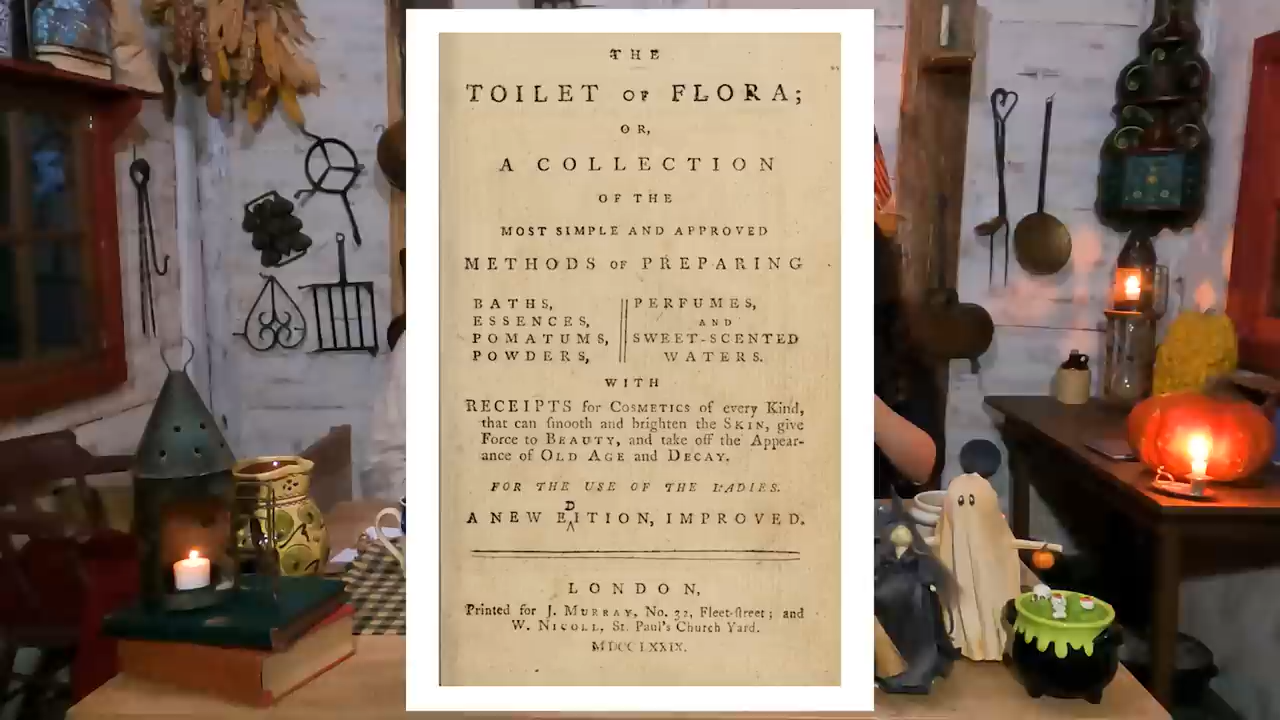 THE
TOILET OF FLORA;
OR,
A COLLECTION
OF THE
MOST SIMPLE AND APPROVED
METHODS OF PREPARING
BATHS,
ESSENCES,
POMATUMS,
POWDERS,
PERFUMES,
AND
SWEET-SCENTED
WATERS.
WITH
RECEIPTS for COSMETICS of every Kind,
that can smooth and brighten the SKIN, give
Force to BEAUTY, and take off the Appear-
ance of OLD AGE and DECAY.
FOR THE USE OF THE LADIES.
A NEW EDITION, IMPROVED.
LONDON,
Printed for J. MURRAY, No. 32, Fleet-street; and
W. NICOLL, St. Paul's Church Yard.
MDCCLXXIX.